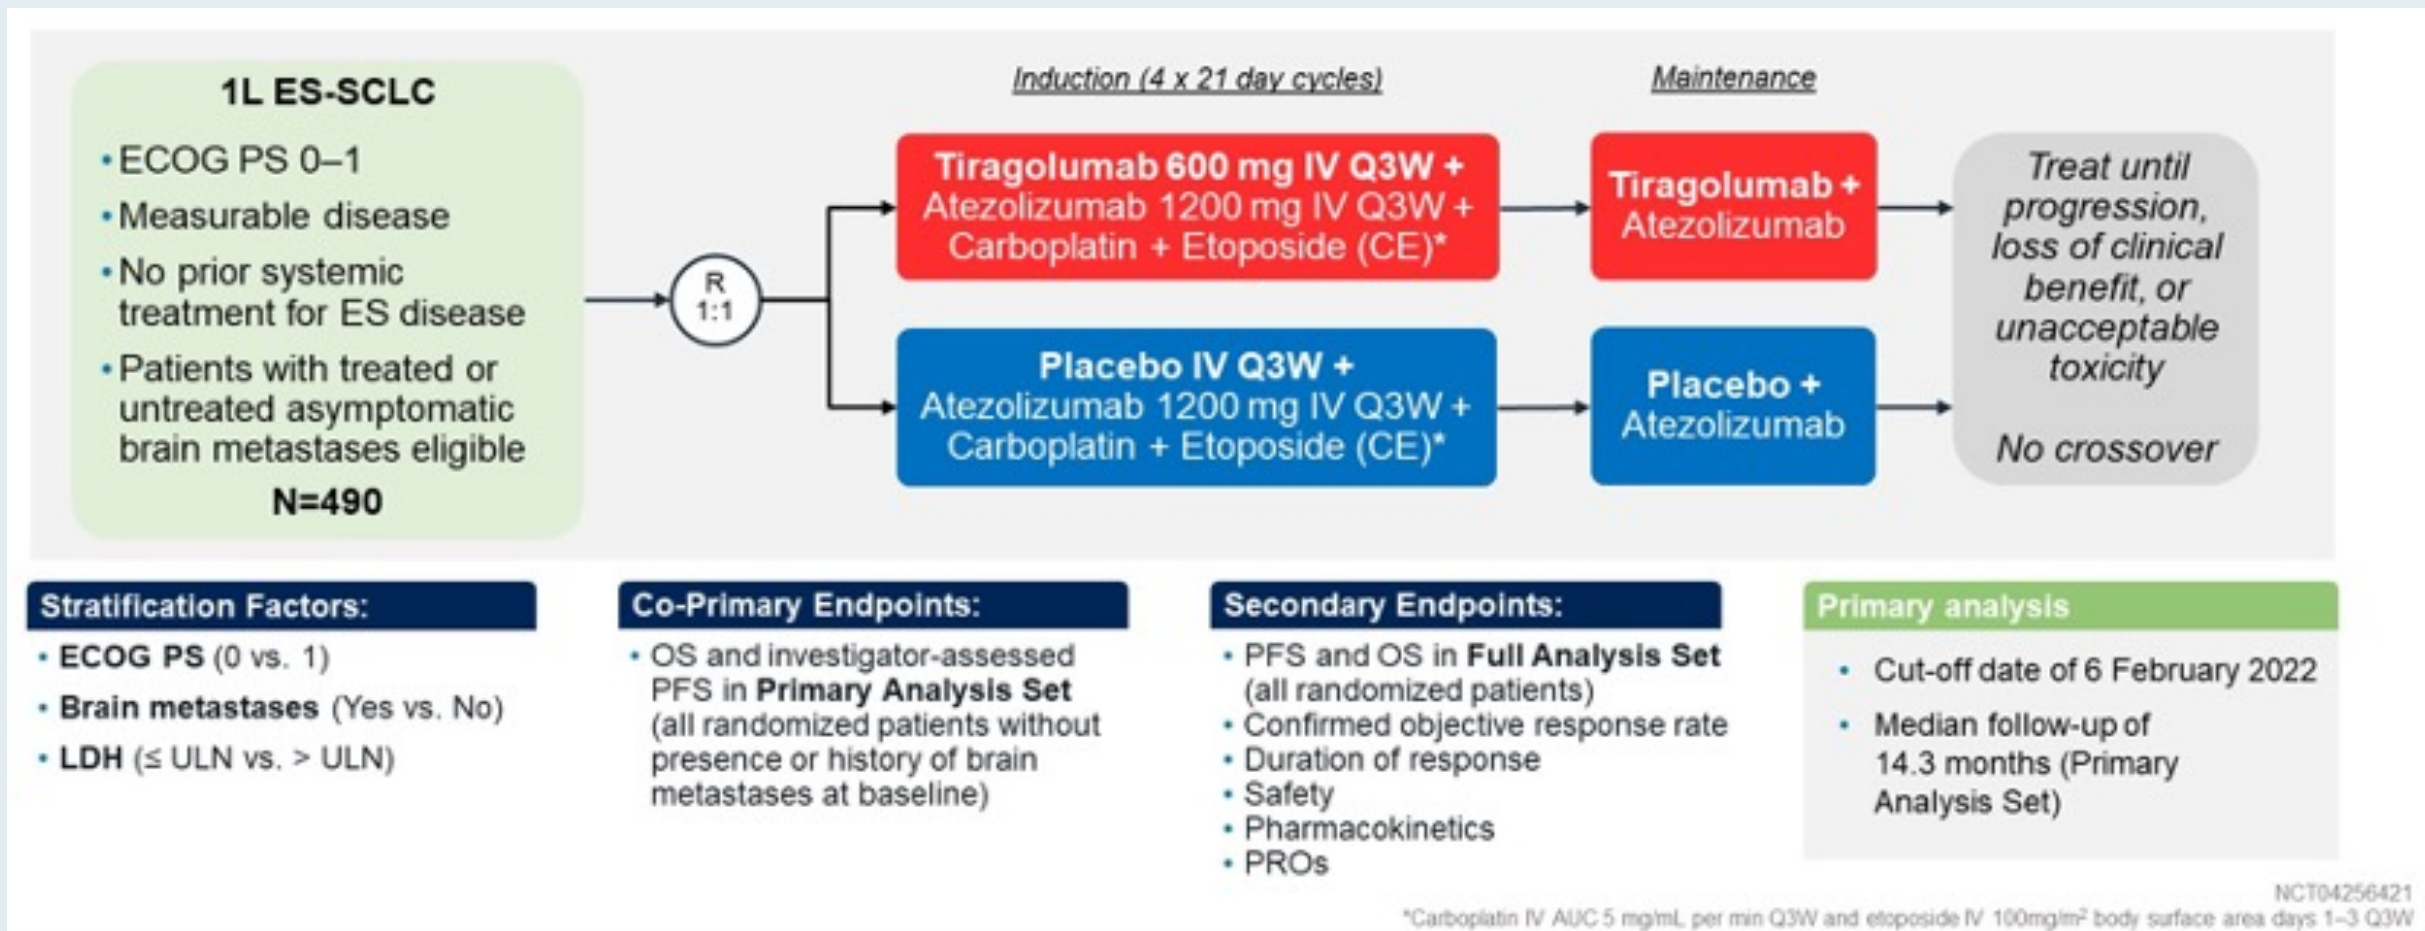 1L ES-SCLC
• ECOG PS 0–1
• Measurable disease
• No prior systemic
treatment for ES disease
• Patients with treated or
untreated asymptomatic
brain metastases eligible
N=490
R
1:1
Induction (4 x 21 day cycles)
Tiragolumab 600 mg IV Q3W +
Atezolizumab 1200 mg IV Q3W +
Carboplatin + Etoposide (CE)*
Placebo IV Q3W +
Atezolizumab 1200 mg IV Q3W +
Carboplatin + Etoposide (CE)*
Maintenance
Tiragolumab +
Atezolizumab
Placebo +
Atezolizumab
Treat until
progression,
loss of clinical
benefit, or
unacceptable
toxicity
No crossover
Stratification Factors:
• ECOG PS (0 vs. 1)
• Brain metastases (Yes vs. No)
• LDH (≤ ULN vs. > ULN)
Co-Primary Endpoints:
• OS and investigator-assessed
PFS in Primary Analysis Set
(all randomized patients without
presence or history of brain
metastases at baseline)
Secondary Endpoints:
• PFS and OS in Full Analysis Set
(all randomized patients)
• Confirmed objective response rate
• Duration of response
• Safety
• Pharmacokinetics
• PROs
Primary analysis
• Cut-off date of 6 February 2022
• Median follow-up of
14.3 months (Primary
Analysis Set)
NCT04256421
*Carboplatin IV AUC 5 mg/mL per min Q3W and etoposide IV 100mg/m² body surface area days 1–3 Q3W